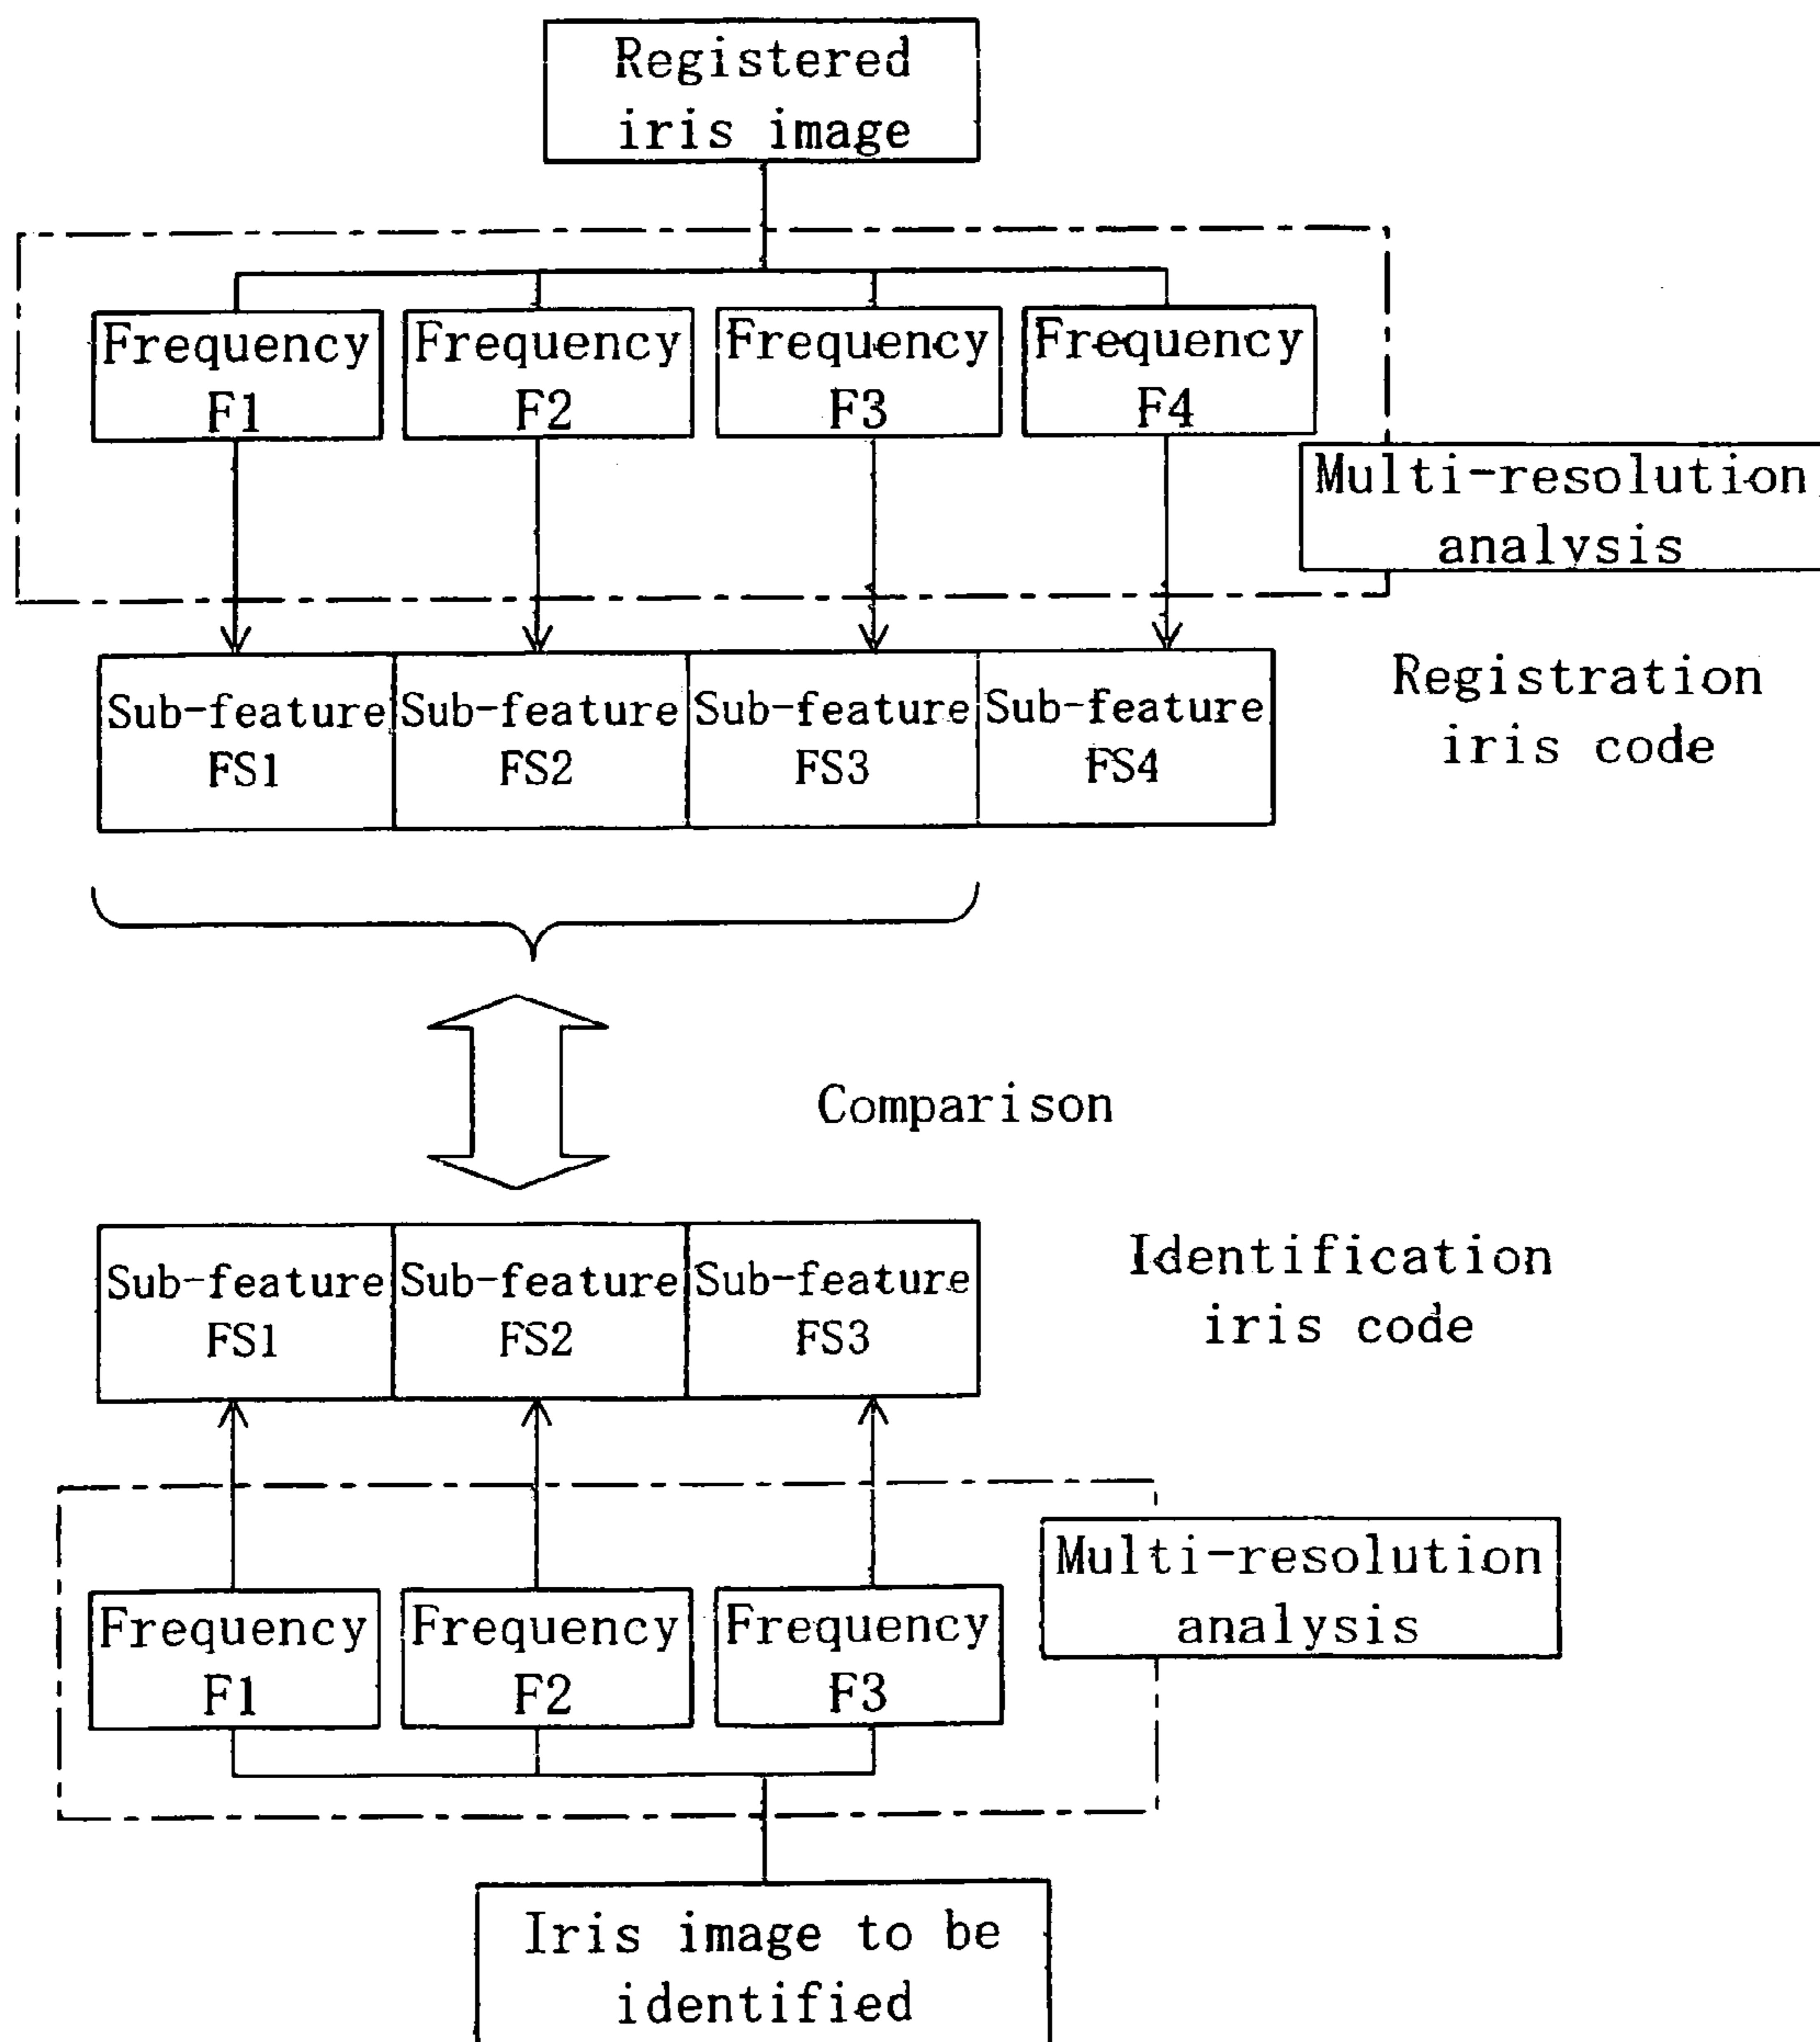 Registered
iris image
Frequency
F1
Frequency
F2
Frequency
F3
Frequency
F4
Multi-resolution
analysis
Sub-feature
FS1
Sub-feature
FS2
Sub-feature
FS3
Sub-feature
FS4
Registration
iris code
Comparison
Sub-feature
FS1
Sub-feature
FS2
Sub-feature
FS3
Identification
iris code
Multi-resolution
analysis
Frequency
F1
Frequency
F2
Frequency
F3
Iris image to be
identified